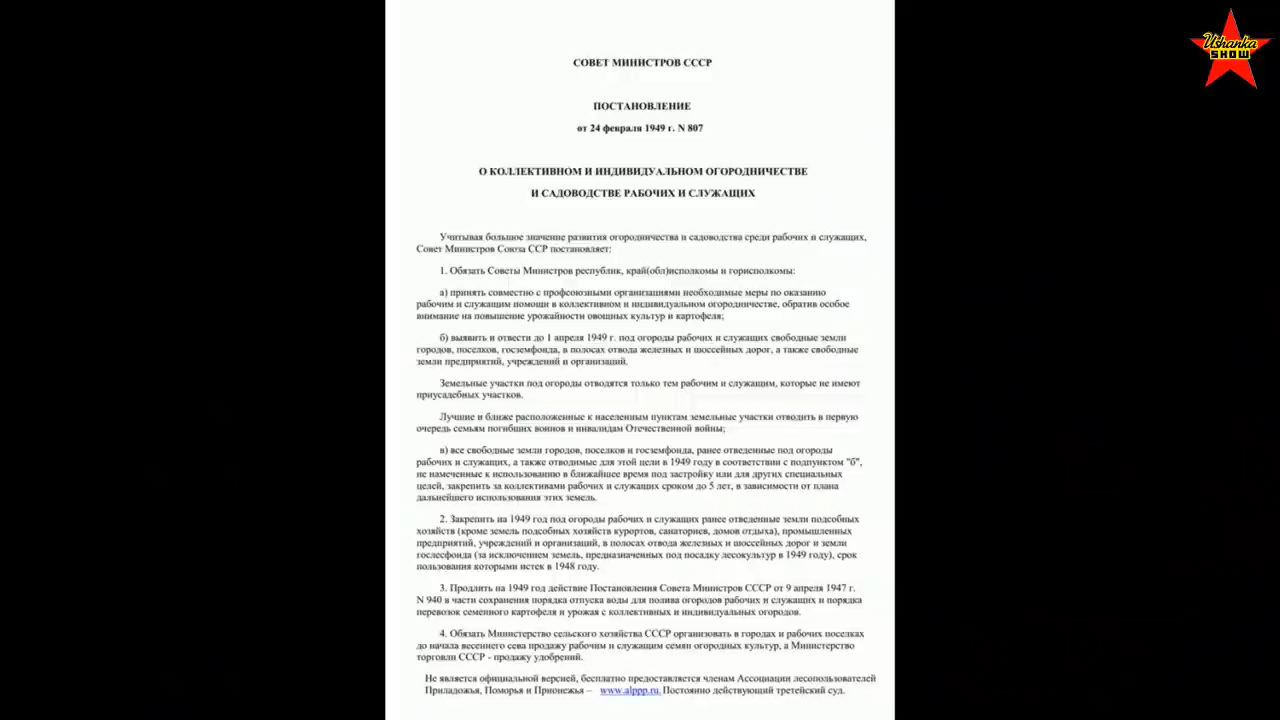 Ushanka
SHOW
СОВЕТ МИНИСТРОВ СССР
ПОСТАНОВЛЕНИЕ
от 24 февраля 1949 г. N 807
О КОЛЛЕКТИВНОМ И ИНДИВИДУАЛЬНОМ ОГОРОДНИЧЕСТВЕ
И САДОВОДСТВЕ РАБОЧИХ И СЛУЖАЩИХ
Учитывая большое значение развития огородничества и садоводства среди рабочих и служащих,
Совет Министров Союза ССР постановляет:
1. Обязать Советы Министров республик, край(обл)исполкомы и горисполкомы:
а) принять совместно с профсоюзными организациями необходимые меры по оказанию
рабочим и служащим помощи в коллективном и индивидуальном огородничестве, обратив особое
внимание на повышение урожайности овощных культур и картофеля;
б) выявить и отвести до 1 апреля 1949 г. под огороды рабочих и служащих свободные земли
городов, поселков, госземфонда, в полосах отвода железных и шоссейных дорог, а также свободные
земли предприятий, учреждений и организаций.
Земельные участки под огороды отводятся только тем рабочим и служащим, которые не имеют
приусадебных участков.
Лучшие и ближе расположенные к населенным пунктам земельные участки отводить в первую
очередь семьям погибших воинов и инвалидам Отечественной войны;
в) все свободные земли городов, поселков и госземфонда, ранее отведенные под огороды
рабочих и служащих, а также отводимые для этой цели в 1949 году в соответствии с подпунктом "б",
не намеченные к использованию в ближайшее время под застройку или для других специальных
целей, закрепить за коллективами рабочих и служащих сроком до 5 лет, в зависимости от плана
дальнейшего использования этих земель.
2. Закрепить на 1949 год под огороды рабочих и служащих ранее отведенные земли подсобных
хозяйств (кроме земель подсобных хозяйств курортов, санаториев, домов отдыха), промышленных
предприятий, учреждений и организаций, в полосах отвода железных и шоссейных дорог и земли
гослесфонда (за исключением земель, предназначенных под посадку лесокультур в 1949 году), срок
пользования которыми истек в 1948 году.
3. Продлить на 1949 год действие Постановления Совета Министров СССР от 9 апреля 1947 г.
N 940 в части сохранения порядка отпуска воды для полива огородов рабочих и служащих и порядка
перевозок семенного картофеля и урожая с коллективных и индивидуальных огородов.
4. Обязать Министерство сельского хозяйства СССР организовать в городах и рабочих поселках
до начала весеннего сева продажу рабочим и служащим семян огородных культур, а Министерство
торговли СССР - продажу удобрений.
Не является официальной версией, бесплатно предоставляется членам Ассоциации лесопользователей
Приладожья, Поморья и Прионежья – www.alppp.ru. Постоянно действующий третейский суд.